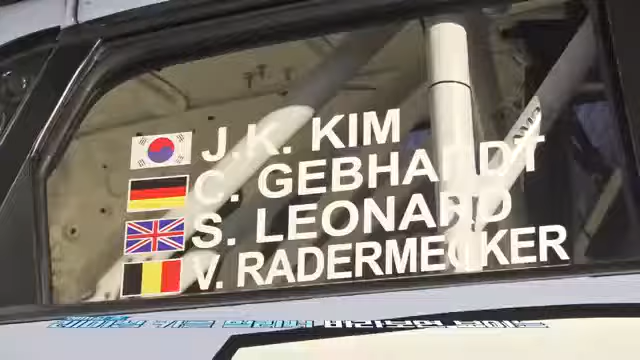 J.K. KIM
C. GEBHARDT
S. LEONARD
V. RADERMECKER